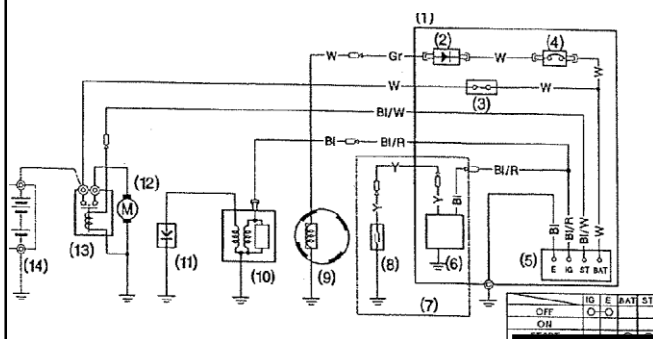 (1)
(2)
(4)
W
Gr
W
W
W
W
(3)
W
Bl/W
Bl
Bl/R
Y
Bl/R
(12)
Y
Y
Bl
M
Bl
Bl/R
Bl/W
W
(13)
(14)
(11)
(10)
(9)
(8)
(6)
(5)
E IG ST BAT
(7)
IG E BAT ST
OFF
ON